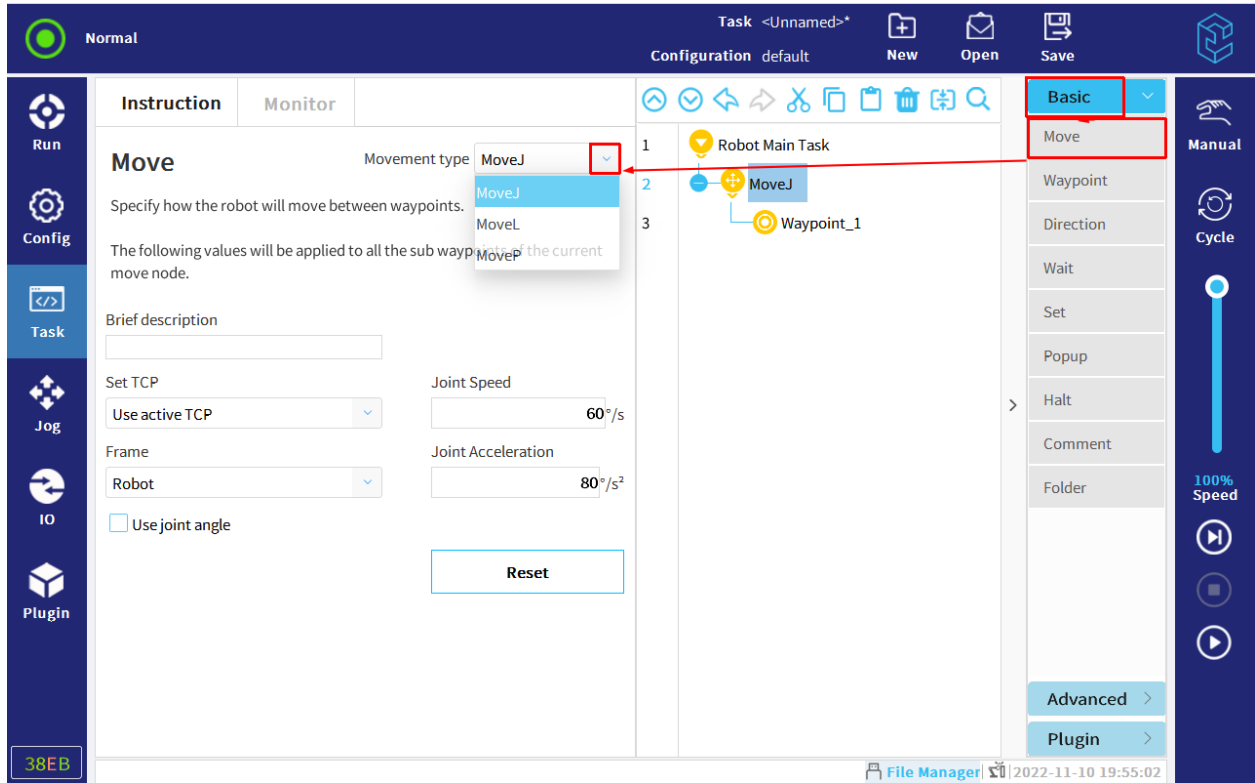 Normal
Task <Unnamed>*
Configuration default
New
Open
Save
Run
Config
Task
Jog
IO
Plugin
38EB
Instruction
Monitor
Move
Movement type MoveJ
MoveJ
MoveL
MoveP
Specify how the robot will move between waypoints.
The following values will be applied to all the sub waypoints of the current
move node.
Brief description
Set TCP
Use active TCP
Joint Speed
60°/s
Frame
Robot
Joint Acceleration
80°/s²
Use joint angle
Reset
1 Robot Main Task
2 MoveJ
3 Waypoint_1
Basic
Move
Waypoint
Direction
Wait
Set
Popup
Halt
Comment
Folder
Advanced
Plugin
Manual
Cycle
100%
Speed
File Manager 2022-11-10 19:55:02